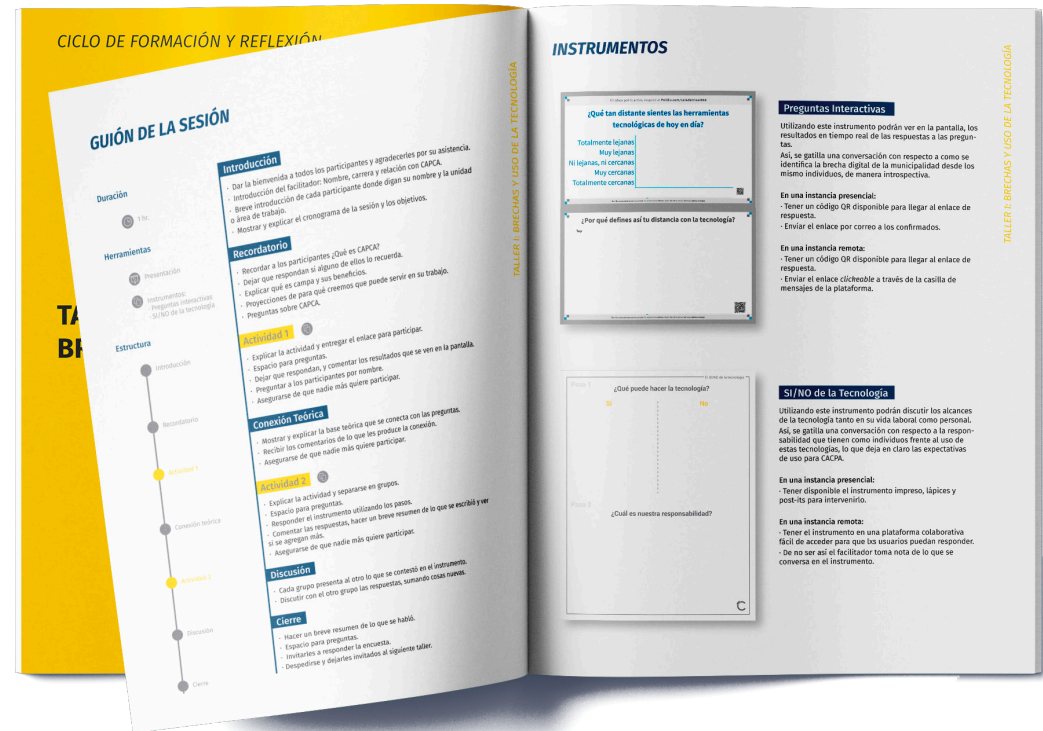 CICLO DE FORMACIÓN Y REFLEXIÓN
TA
BR
GUIÓN DE LA SESIÓN
Duración
1 hr.
Herramientas
Presentación
Instrumentos:
· Preguntas interactivas
· SI/NO de la tecnología
Estructura
Introducción
Recordatorio
Actividad 1
Conexión teórica
Actividad 2
Discusión
Cierre
Introducción
· Dar la bienvenida a todos los participantes y agradecerles por su asistencia.
· Introducción del facilitador: Nombre, carrera y relación con CAPCA.
· Breve introducción de cada participante donde digan su nombre y la unidad
o área de trabajo.
· Mostrar y explicar el cronograma de la sesión y los objetivos.
Recordatorio
· Recordar a los participantes ¿Qué es CAPCA?
· Dejar que respondan si alguno de ellos lo recuerda.
· Explicar qué es campa y sus beneficios.
· Proyecciones de para qué creemos que puede servir en su trabajo.
· Preguntas sobre CAPCA.
Actividad 1
· Explicar la actividad y entregar el enlace para participar.
· Espacio para preguntas.
· Dejar que respondan, y comentar los resultados que se ven en la pantalla.
· Preguntar a los participantes por nombre.
· Asegurarse de que nadie más quiere participar.
Conexión Teórica
· Mostrar y explicar la base teórica que se conecta con las preguntas.
· Recibir los comentarios de lo que les produce la conexión.
· Asegurarse de que nadie más quiere participar.
Actividad 2
· Explicar la actividad y separarse en grupos.
· Espacio para preguntas.
· Responder el instrumento utilizando los pasos.
· Comentar las respuestas, hacer un breve resumen de lo que se escribió y ver
si se agregan más.
· Asegurarse de que nadie más quiere participar.
Discusión
· Cada grupo presenta al otro lo que se contestó en el instrumento.
· Discutir con el otro grupo las respuestas, sumando cosas nuevas.
Cierre
· Hacer un breve resumen de lo que se habló.
· Espacio para preguntas.
· Invitarles a responder la encuesta.
· Despedirse y dejarles invitados al siguiente taller.
TALLER I: BRECHAS Y USO DE LA TECNOLOGÍA
INSTRUMENTOS
¿Qué tan distante sientes las herramientas
tecnológicas de hoy en día?
Totalmente lejanas
Muy lejanas
Ni lejanas, ni cercanas
Muy cercanas
Totalmente cercanas
¿Por qué defines así tu distancia con la tecnología?
Preguntas Interactivas
Utilizando este instrumento podrán ver en la pantalla, los
resultados en tiempo real de las respuestas a las pregun-
tas.
Así, se gatilla una conversación con respecto a como se
identifica la brecha digital de la municipalidad desde los
mismo individuos, de manera introspectiva.
En una instancia presencial:
· Tener un código QR disponible para llegar al enlace de
respuesta.
· Enviar el enlace por correo a los confirmados.
En una instancia remota:
· Tener un código QR disponible para llegar al enlace de
respuesta.
· Enviar el enlace clicheable a través de la casilla de
mensajes de la plataforma.
Paso 1
¿Qué puede hacer la tecnología?
Si
No
Paso 2
¿Cuál es nuestra responsabilidad?
SI/NO de la Tecnología
Utilizando este instrumento podrán discutir los alcances
de la tecnología tanto en su vida laboral como personal.
Así, se gatilla una conversación con respecto a la respon-
sabilidad que tienen como individuos frente al uso de
estas tecnologías, lo que deja en claro las expectativas
de uso para CACPA.
En una instancia presencial:
· Tener disponible el instrumento impreso, lápices y
post-its para intervenirlo.
En una instancia remota:
· Tener el instrumento en una plataforma colaborativa
fácil de acceder para que lxs usuarios puedan responder.
· De no ser así el facilitador toma nota de lo que se
conversa en el instrumento.
TALLER I: BRECHAS Y USO DE LA TECNOLOGÍA